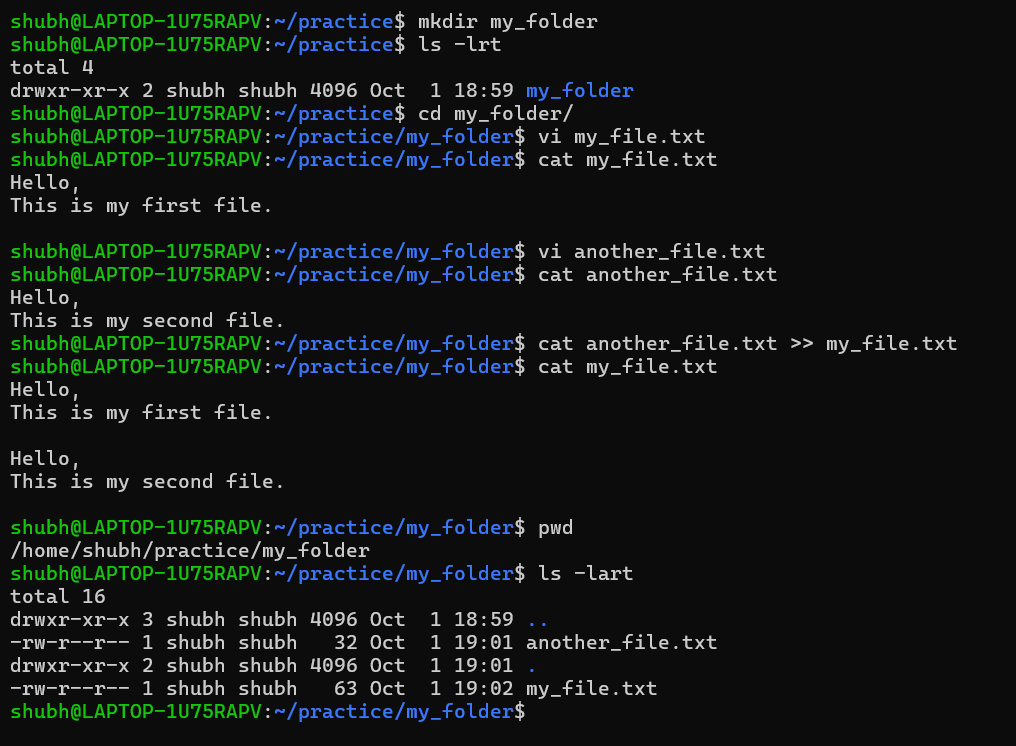 shubh@LAPTOP-1U75RAPV:~/practice$ mkdir my_folder
shubh@LAPTOP-1U75RAPV:~/practice$ ls -lrt
total 4
drwxr-xr-x 2 shubh shubh 4096 Oct  1 18:59 my_folder
shubh@LAPTOP-1U75RAPV:~/practice$ cd my_folder/
shubh@LAPTOP-1U75RAPV:~/practice/my_folder$ vi my_file.txt
shubh@LAPTOP-1U75RAPV:~/practice/my_folder$ cat my_file.txt
Hello,
This is my first file.

shubh@LAPTOP-1U75RAPV:~/practice/my_folder$ vi another_file.txt
shubh@LAPTOP-1U75RAPV:~/practice/my_folder$ cat another_file.txt
Hello,
This is my second file.
shubh@LAPTOP-1U75RAPV:~/practice/my_folder$ cat another_file.txt >> my_file.txt
shubh@LAPTOP-1U75RAPV:~/practice/my_folder$ cat my_file.txt
Hello,
This is my first file.

Hello,
This is my second file.

shubh@LAPTOP-1U75RAPV:~/practice/my_folder$ pwd
/home/shubh/practice/my_folder
shubh@LAPTOP-1U75RAPV:~/practice/my_folder$ ls -lart
total 16
drwxr-xr-x 3 shubh shubh 4096 Oct  1 18:59 ..
-rw-r--r-- 1 shubh shubh   32 Oct  1 19:01 another_file.txt
drwxr-xr-x 2 shubh shubh 4096 Oct  1 19:01 .
-rw-r--r-- 1 shubh shubh   63 Oct  1 19:02 my_file.txt
shubh@LAPTOP-1U75RAPV:~/practice/my_folder$